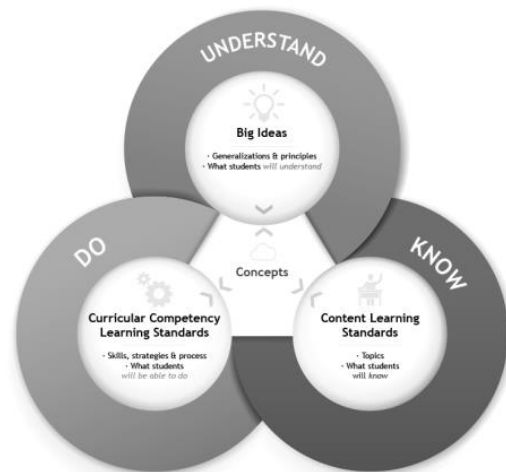 UNDERSTAND
Big Ideas
· Generalizations & principles
· What students will understand
DO
Concepts
KNOW
Curricular Competency
Learning Standards
· Skills, strategies & process
· What students
will be able to do
Content Learning
Standards
· Topics
· What students
will know